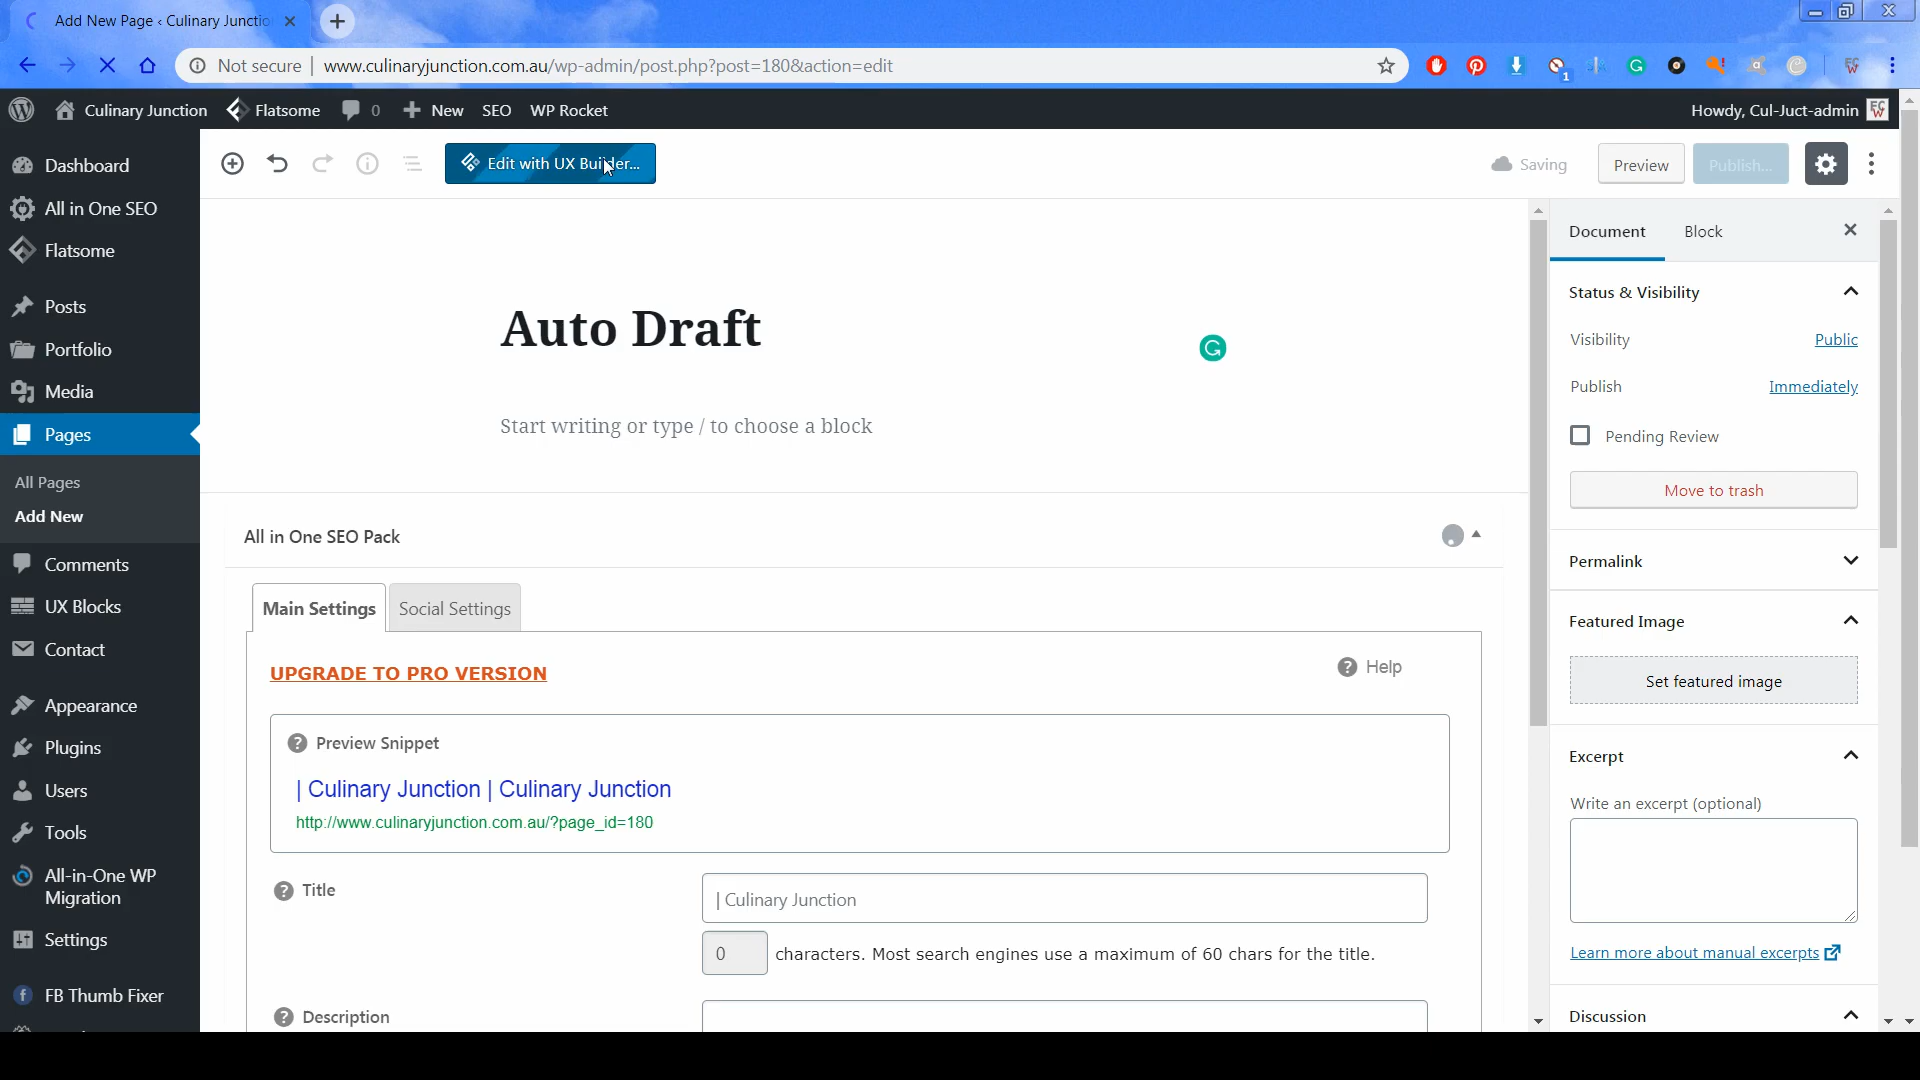 Add New Page ‹ Culinary Junctio
Not secure | www.culinaryjunction.com.au/wp-admin/post.php?post=180&action=edit
1
Culinary Junction
Flatsome
0
New
SEO
WP Rocket
Howdy, Cul-Juct-admin
Dashboard
All in One SEO
Flatsome
Posts
Portfolio
Media
Pages
All Pages
Add New
Comments
UX Blocks
Contact
Appearance
Plugins
Users
Tools
All-in-One WP
Migration
Settings
FB Thumb Fixer
Edit with UX Builder...
Saving
Preview
Publish...
Auto Draft
Start writing or type / to choose a block
All in One SEO Pack
Main Settings
Social Settings
UPGRADE TO PRO VERSION
Help
Preview Snippet
| Culinary Junction | Culinary Junction
http://www.culinaryjunction.com.au/?page_id=180
Title
| Culinary Junction
0
characters. Most search engines use a maximum of 60 chars for the title.
Description
Document
Block
Status & Visibility
Visibility
Public
Publish
Immediately
Pending Review
Move to trash
Permalink
Featured Image
Set featured image
Excerpt
Write an excerpt (optional)
Learn more about manual excerpts
Discussion